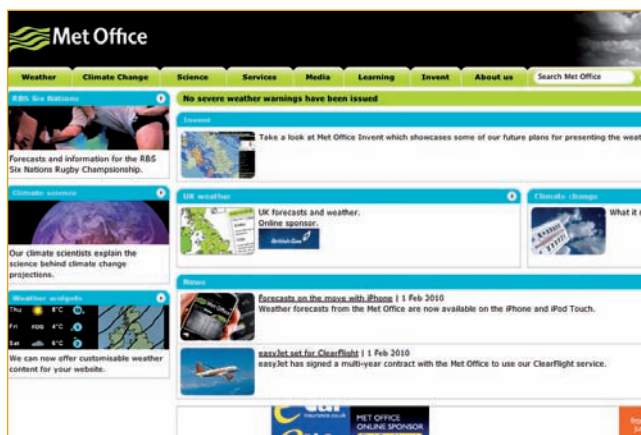 Met Office
Weather Climate Change Science Services Media Learning Invent About us Search Met Office
RBS Six Nations
Forecasts and information for the RBS
Six Nations Rugby Championship.
Climate science
Our climate scientists explain the
science behind climate change
projections.
Weather widgets
Thu 8°C
Fri 4°C
Sat 6°C
We can now offer customisable weather
content for your website.
No severe weather warnings have been issued
Invent
Take a look at Met Office Invent which showcases some of our future plans for presenting the weat
UK weather
UK forecasts and weather.
Online sponsor.
British Gas
Climate change
What it
News
Forecasts on the move with iPhone | 1 Feb 2010
Weather forecasts from the Met Office are now available on the iPhone and iPod Touch.
easyJet set for ClearFlight | 1 Feb 2010
easyJet has signed a multi-year contract with the Met Office to use our ClearFlight service.
insurance.co.uk
MET OFFICE
ONLINE SPONSOR